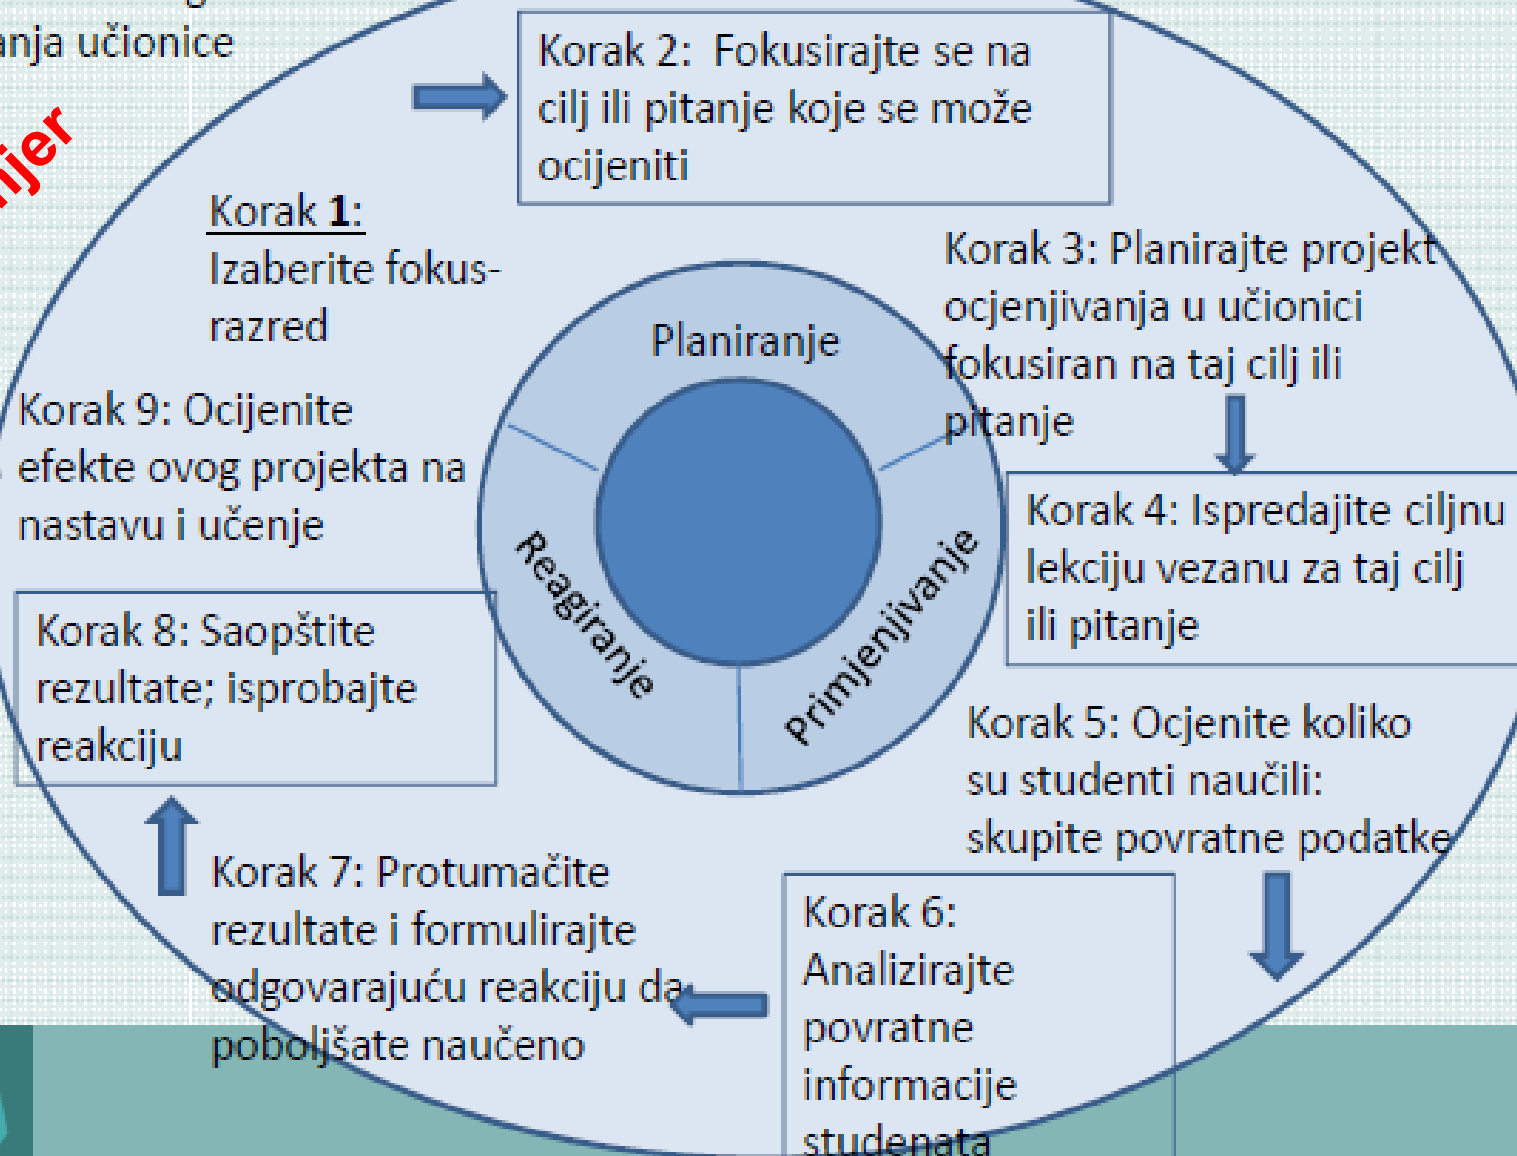 učionice
Korak 2:  Fokusirajte se na
cilj ili pitanje koje se može
ocijeniti
Korak 1:
Izaberite fokus-
razred
Korak 3: Planirajte projekt
ocjenjivanja u učionici
fokusiran na taj cilj ili
pitanje
Planiranje
Korak 9: Ocijenite
efekte ovog projekta na
nastavu i učenje
Korak 4: Ispredajite ciljnu
lekciju vezanu za taj cilj
ili pitanje
Reagiranje
Primjenjivanje
Korak 8: Saopštite
rezultate; isprobajte
reakciju
Korak 5: Ocjenite koliko
su studenti naučili:
skupite povratne podatke
Korak 7: Protumačite
rezultate i formulirajte
odgovarajuću reakciju da
poboljšate naučeno
Korak 6:
Analizirajte
povratne
informacije
studenata